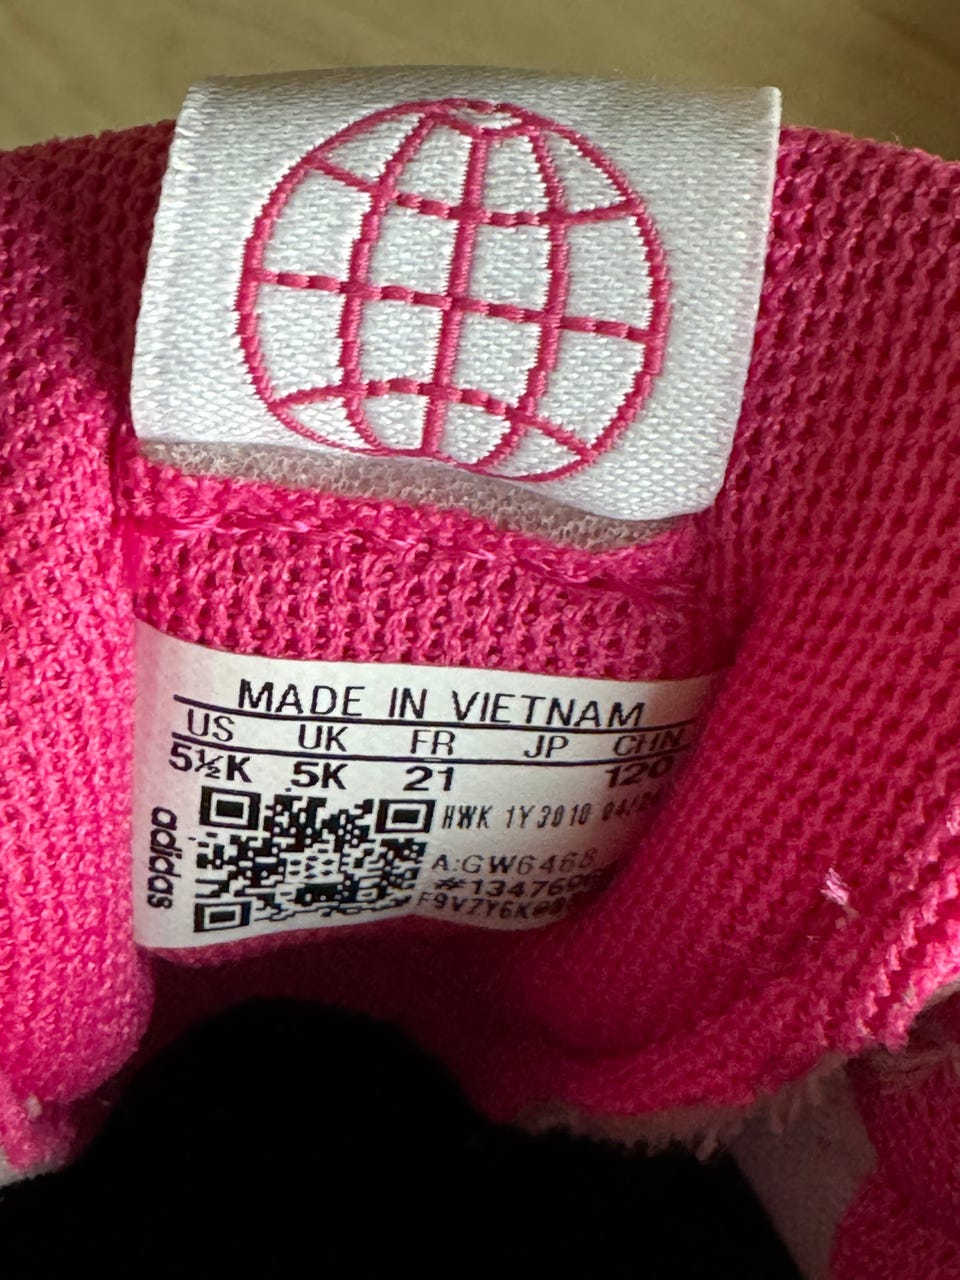 MADE IN VIETNAM
US UK FR JP CHN
5½K 5K 21 120
HWK 1Y3010
A:GW6468
adidas